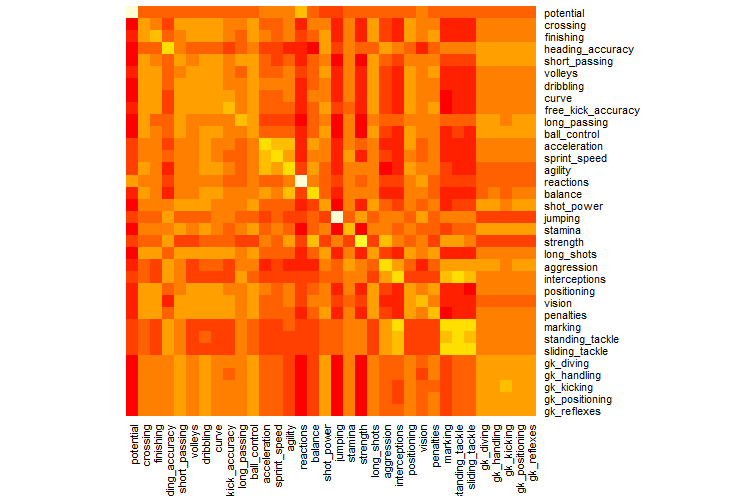 potential
crossing
finishing
heading_accuracy
short_passing
volleys
dribbling
curve
free_kick_accuracy
long_passing
ball_control
acceleration
sprint_speed
agility
reactions
balance
shot_power
jumping
stamina
strength
long_shots
aggression
interceptions
positioning
vision
penalties
marking
standing_tackle
sliding_tackle
gk_diving
gk_handling
gk_kicking
gk_positioning
gk_reflexes
potential
crossing
finishing
ding_accuracy
short_passing
volleys
dribbling
curve
kick_accuracy
long_passing
ball_control
acceleration
sprint_speed
agility
reactions
balance
shot_power
jumping
stamina
strength
long_shots
aggression
interceptions
positioning
vision
penalties
marking
tanding_tackle
sliding_tackle
gk_diving
gk_handling
gk_kicking
gk_positioning
gk_reflexes